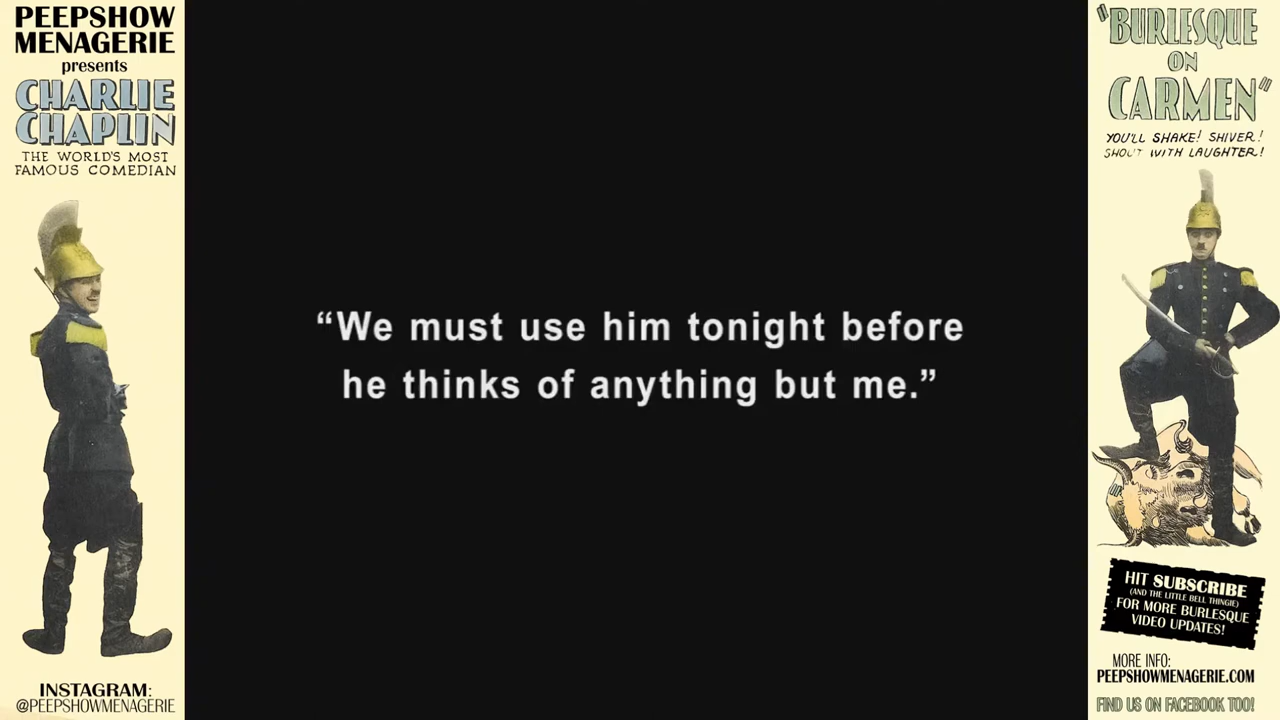 PEEPSHOW
MENAGERIE
presents
CHARLIE
CHAPLIN
THE WORLD'S MOST
FAMOUS COMEDIAN
INSTAGRAM:
@PEEPSHOWMENAGERIE
“We must use him tonight before
he thinks of anything but me.”
"BURLESQUE
ON
CARMEN"
YOU'LL SHAKE! SHIVER!
SHOUT WITH LAUGHTER!
HIT SUBSCRIBE
(AND THE LITTLE BELL THINGIE)
FOR MORE BURLESQUE
VIDEO UPDATES!
MORE INFO:
PEEPSHOWMENAGERIE.COM
FIND US ON FACEBOOK TOO!